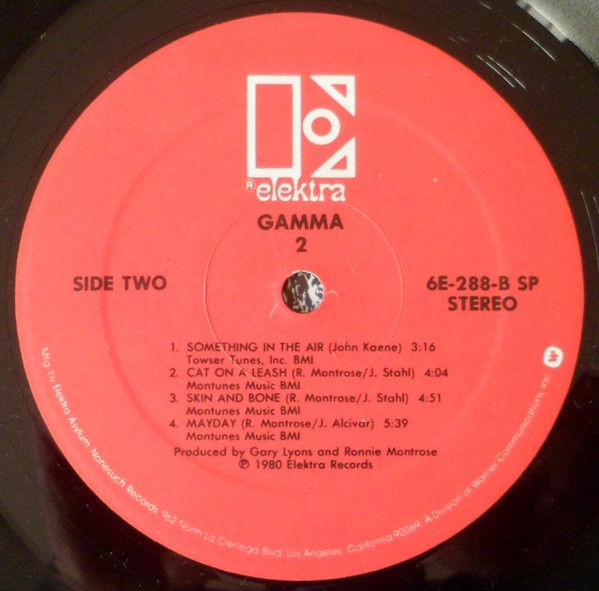 ® elektra
GAMMA
2
SIDE TWO
6E-288-B SP
STEREO
1. SOMETHING IN THE AIR (John Kaene) 3:16
Towser Tunes, Inc. BMI
2. CAT ON A LEASH (R. Montrose/J. Stahl) 4:04
Montunes Music BMI
3. SKIN AND BONE (R. Montrose/J. Stahl) 4:51
Montunes Music BMI
4. MAYDAY (R. Montrose/J. Alcivar) 5:39
Montunes Music BMI
Produced by Gary Lyons and Ronnie Montrose
℗ 1980 Elektra Records
Mfg by Elektra Asylum Nonesuch Records, 962 North La Cienega Blvd. Los Angeles, California 90069. A Division of Warner Communications Inc.